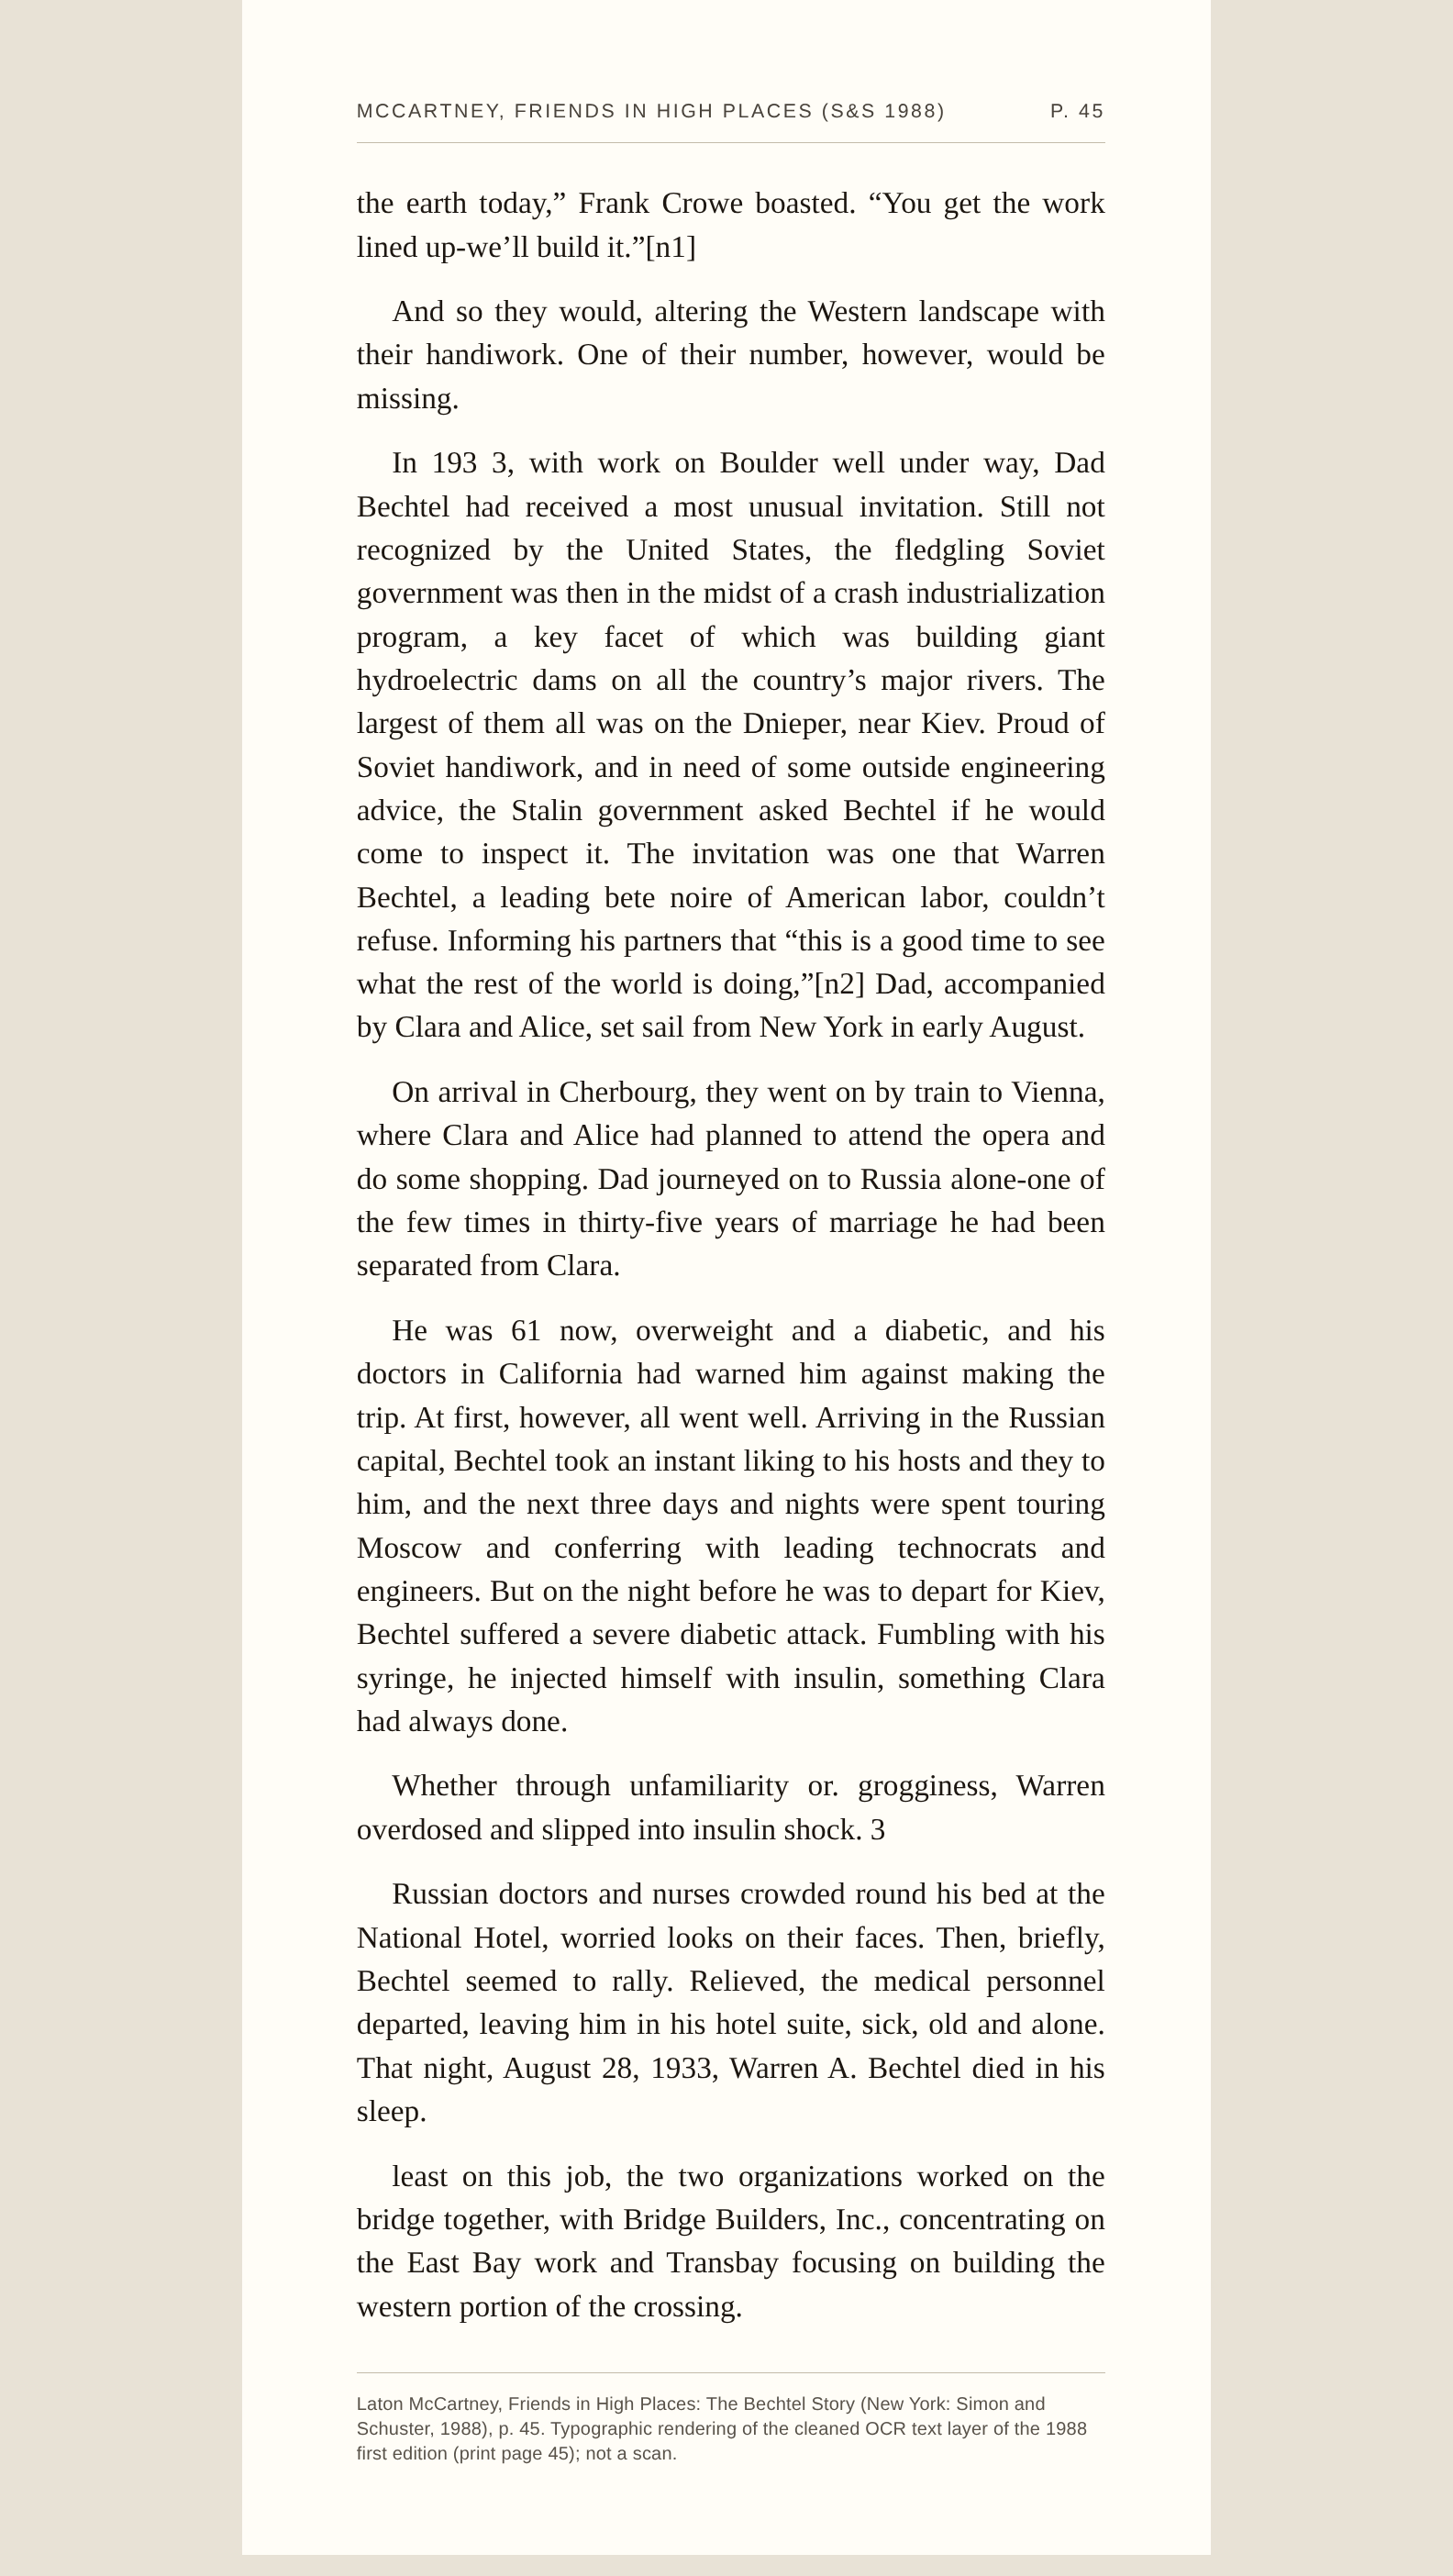 MCCARTNEY, FRIENDS IN HIGH PLACES (S&S 1988) P. 45
the earth today,” Frank Crowe boasted. “You get the work
lined up-we’ll build it.”[n1]
And so they would, altering the Western landscape with
their handiwork. One of their number, however, would be
missing.
In 193 3, with work on Boulder well under way, Dad
Bechtel had received a most unusual invitation. Still not
recognized by the United States, the fledgling Soviet
government was then in the midst of a crash industrialization
program, a key facet of which was building giant
hydroelectric dams on all the country’s major rivers. The
largest of them all was on the Dnieper, near Kiev. Proud of
Soviet handiwork, and in need of some outside engineering
advice, the Stalin government asked Bechtel if he would
come to inspect it. The invitation was one that Warren
Bechtel, a leading bete noire of American labor, couldn’t
refuse. Informing his partners that “this is a good time to see
what the rest of the world is doing,”[n2] Dad, accompanied
by Clara and Alice, set sail from New York in early August.
On arrival in Cherbourg, they went on by train to Vienna,
where Clara and Alice had planned to attend the opera and
do some shopping. Dad journeyed on to Russia alone-one of
the few times in thirty-five years of marriage he had been
separated from Clara.
He was 61 now, overweight and a diabetic, and his
doctors in California had warned him against making the
trip. At first, however, all went well. Arriving in the Russian
capital, Bechtel took an instant liking to his hosts and they to
him, and the next three days and nights were spent touring
Moscow and conferring with leading technocrats and
engineers. But on the night before he was to depart for Kiev,
Bechtel suffered a severe diabetic attack. Fumbling with his
syringe, he injected himself with insulin, something Clara
had always done.
Whether through unfamiliarity or. grogginess, Warren
overdosed and slipped into insulin shock. 3
Russian doctors and nurses crowded round his bed at the
National Hotel, worried looks on their faces. Then, briefly,
Bechtel seemed to rally. Relieved, the medical personnel
departed, leaving him in his hotel suite, sick, old and alone.
That night, August 28, 1933, Warren A. Bechtel died in his
sleep.
least on this job, the two organizations worked on the
bridge together, with Bridge Builders, Inc., concentrating on
the East Bay work and Transbay focusing on building the
western portion of the crossing.
Laton McCartney, Friends in High Places: The Bechtel Story (New York: Simon and
Schuster, 1988), p. 45. Typographic rendering of the cleaned OCR text layer of the 1988
first edition (print page 45); not a scan.